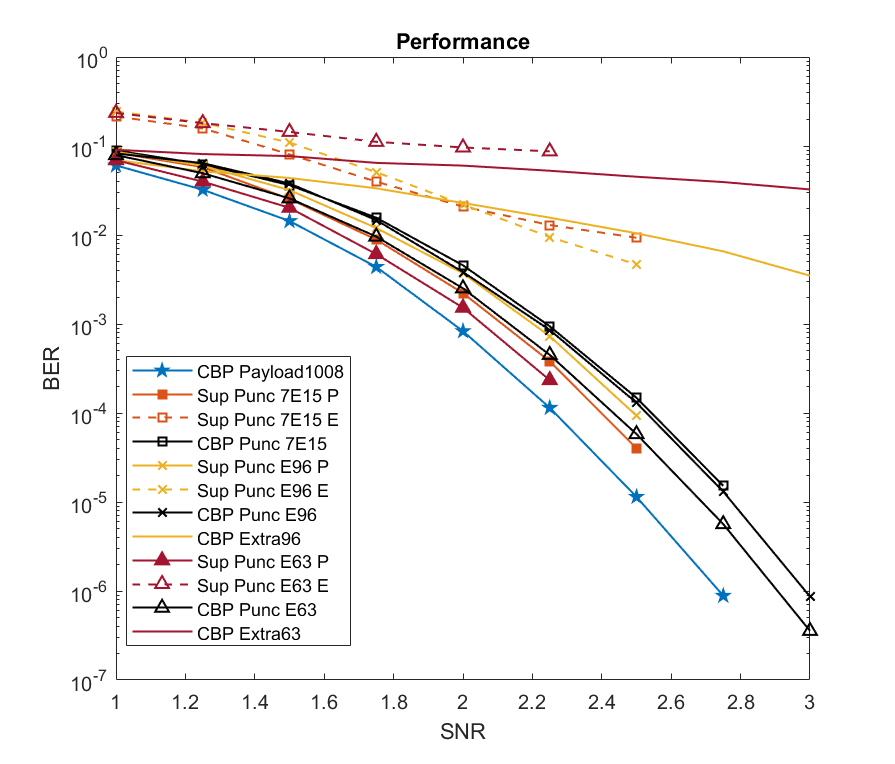 Performance
10^0
10^-1
10^-2
10^-3
10^-4
10^-5
10^-6
10^-7
BER
CBP Payload1008
Sup Punc 7E15 P
Sup Punc 7E15 E
CBP Punc 7E15
Sup Punc E96 P
Sup Punc E96 E
CBP Punc E96
CBP Extra96
Sup Punc E63 P
Sup Punc E63 E
CBP Punc E63
CBP Extra63
1 1.2 1.4 1.6 1.8 2 2.2 2.4 2.6 2.8 3
SNR